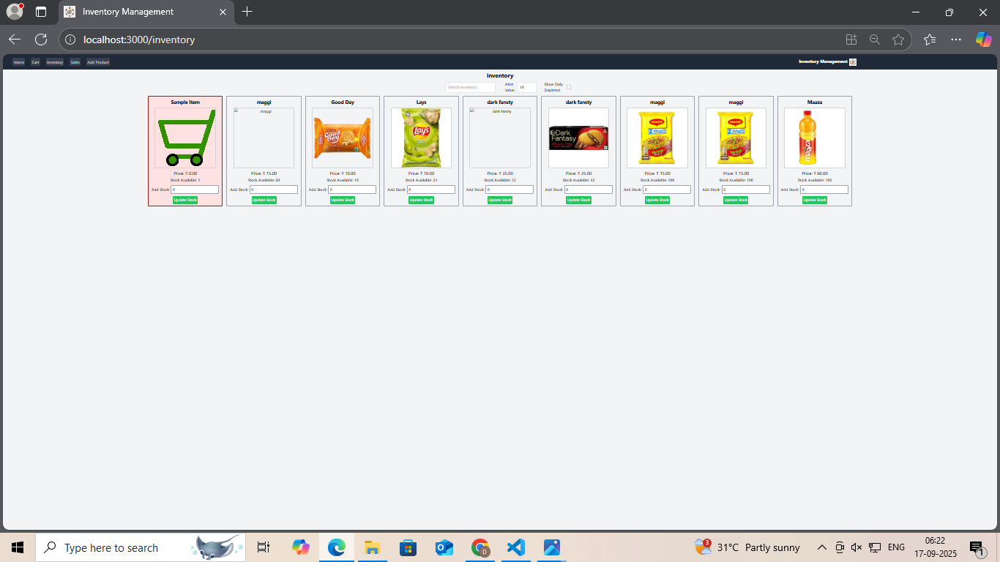 Inventory Management
localhost:3000/inventory
Home Cart Inventory Sales Add Product
Inventory Management
Inventory
Search inventory...
Alert Value
10
Show Only Depleted
Sample Item
Price: ₹ 0.00
Stock Available: 1
Add Stock: 0
Update Stock
maggi
maggi
Price: ₹ 15.00
Stock Available: 60
Add Stock: 0
Update Stock
Good Day
Good Day
Price: ₹ 10.00
Stock Available: 10
Add Stock: 0
Update Stock
Lays
Lays
Price: ₹ 10.00
Stock Available: 21
Add Stock: 0
Update Stock
dark fansty
dark fansty
Price: ₹ 35.00
Stock Available: 32
Add Stock: 0
Update Stock
dark fansty
Dark
Fantasy
Price: ₹ 35.00
Stock Available: 32
Add Stock: 0
Update Stock
maggi
Price: ₹ 15.00
Stock Available: 100
Add Stock: 0
Update Stock
maggi
Price: ₹ 15.00
Stock Available: 100
Add Stock: 0
Update Stock
Maaza
maaza
Price: ₹ 60.00
Stock Available: 100
Add Stock: 0
Update Stock
Type here to search
D
3
31°C Partly sunny
ENG
06:22
17-09-2025
1